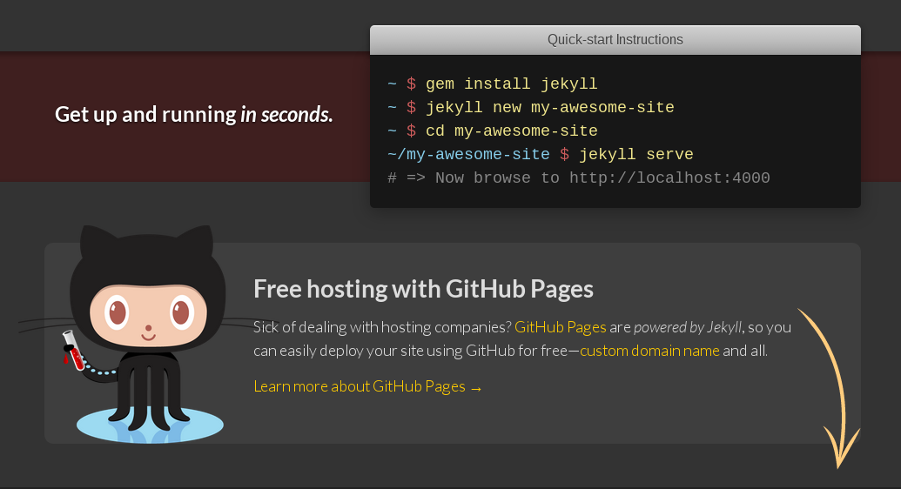 Quick-start Instructions
Get up and running in seconds.
~ $ gem install jekyll
~ $ jekyll new my-awesome-site
~ $ cd my-awesome-site
~/my-awesome-site $ jekyll serve
# => Now browse to http://localhost:4000
Free hosting with GitHub Pages
Sick of dealing with hosting companies? GitHub Pages are powered by Jekyll, so you
can easily deploy your site using GitHub for free—custom domain name and all.
Learn more about GitHub Pages →